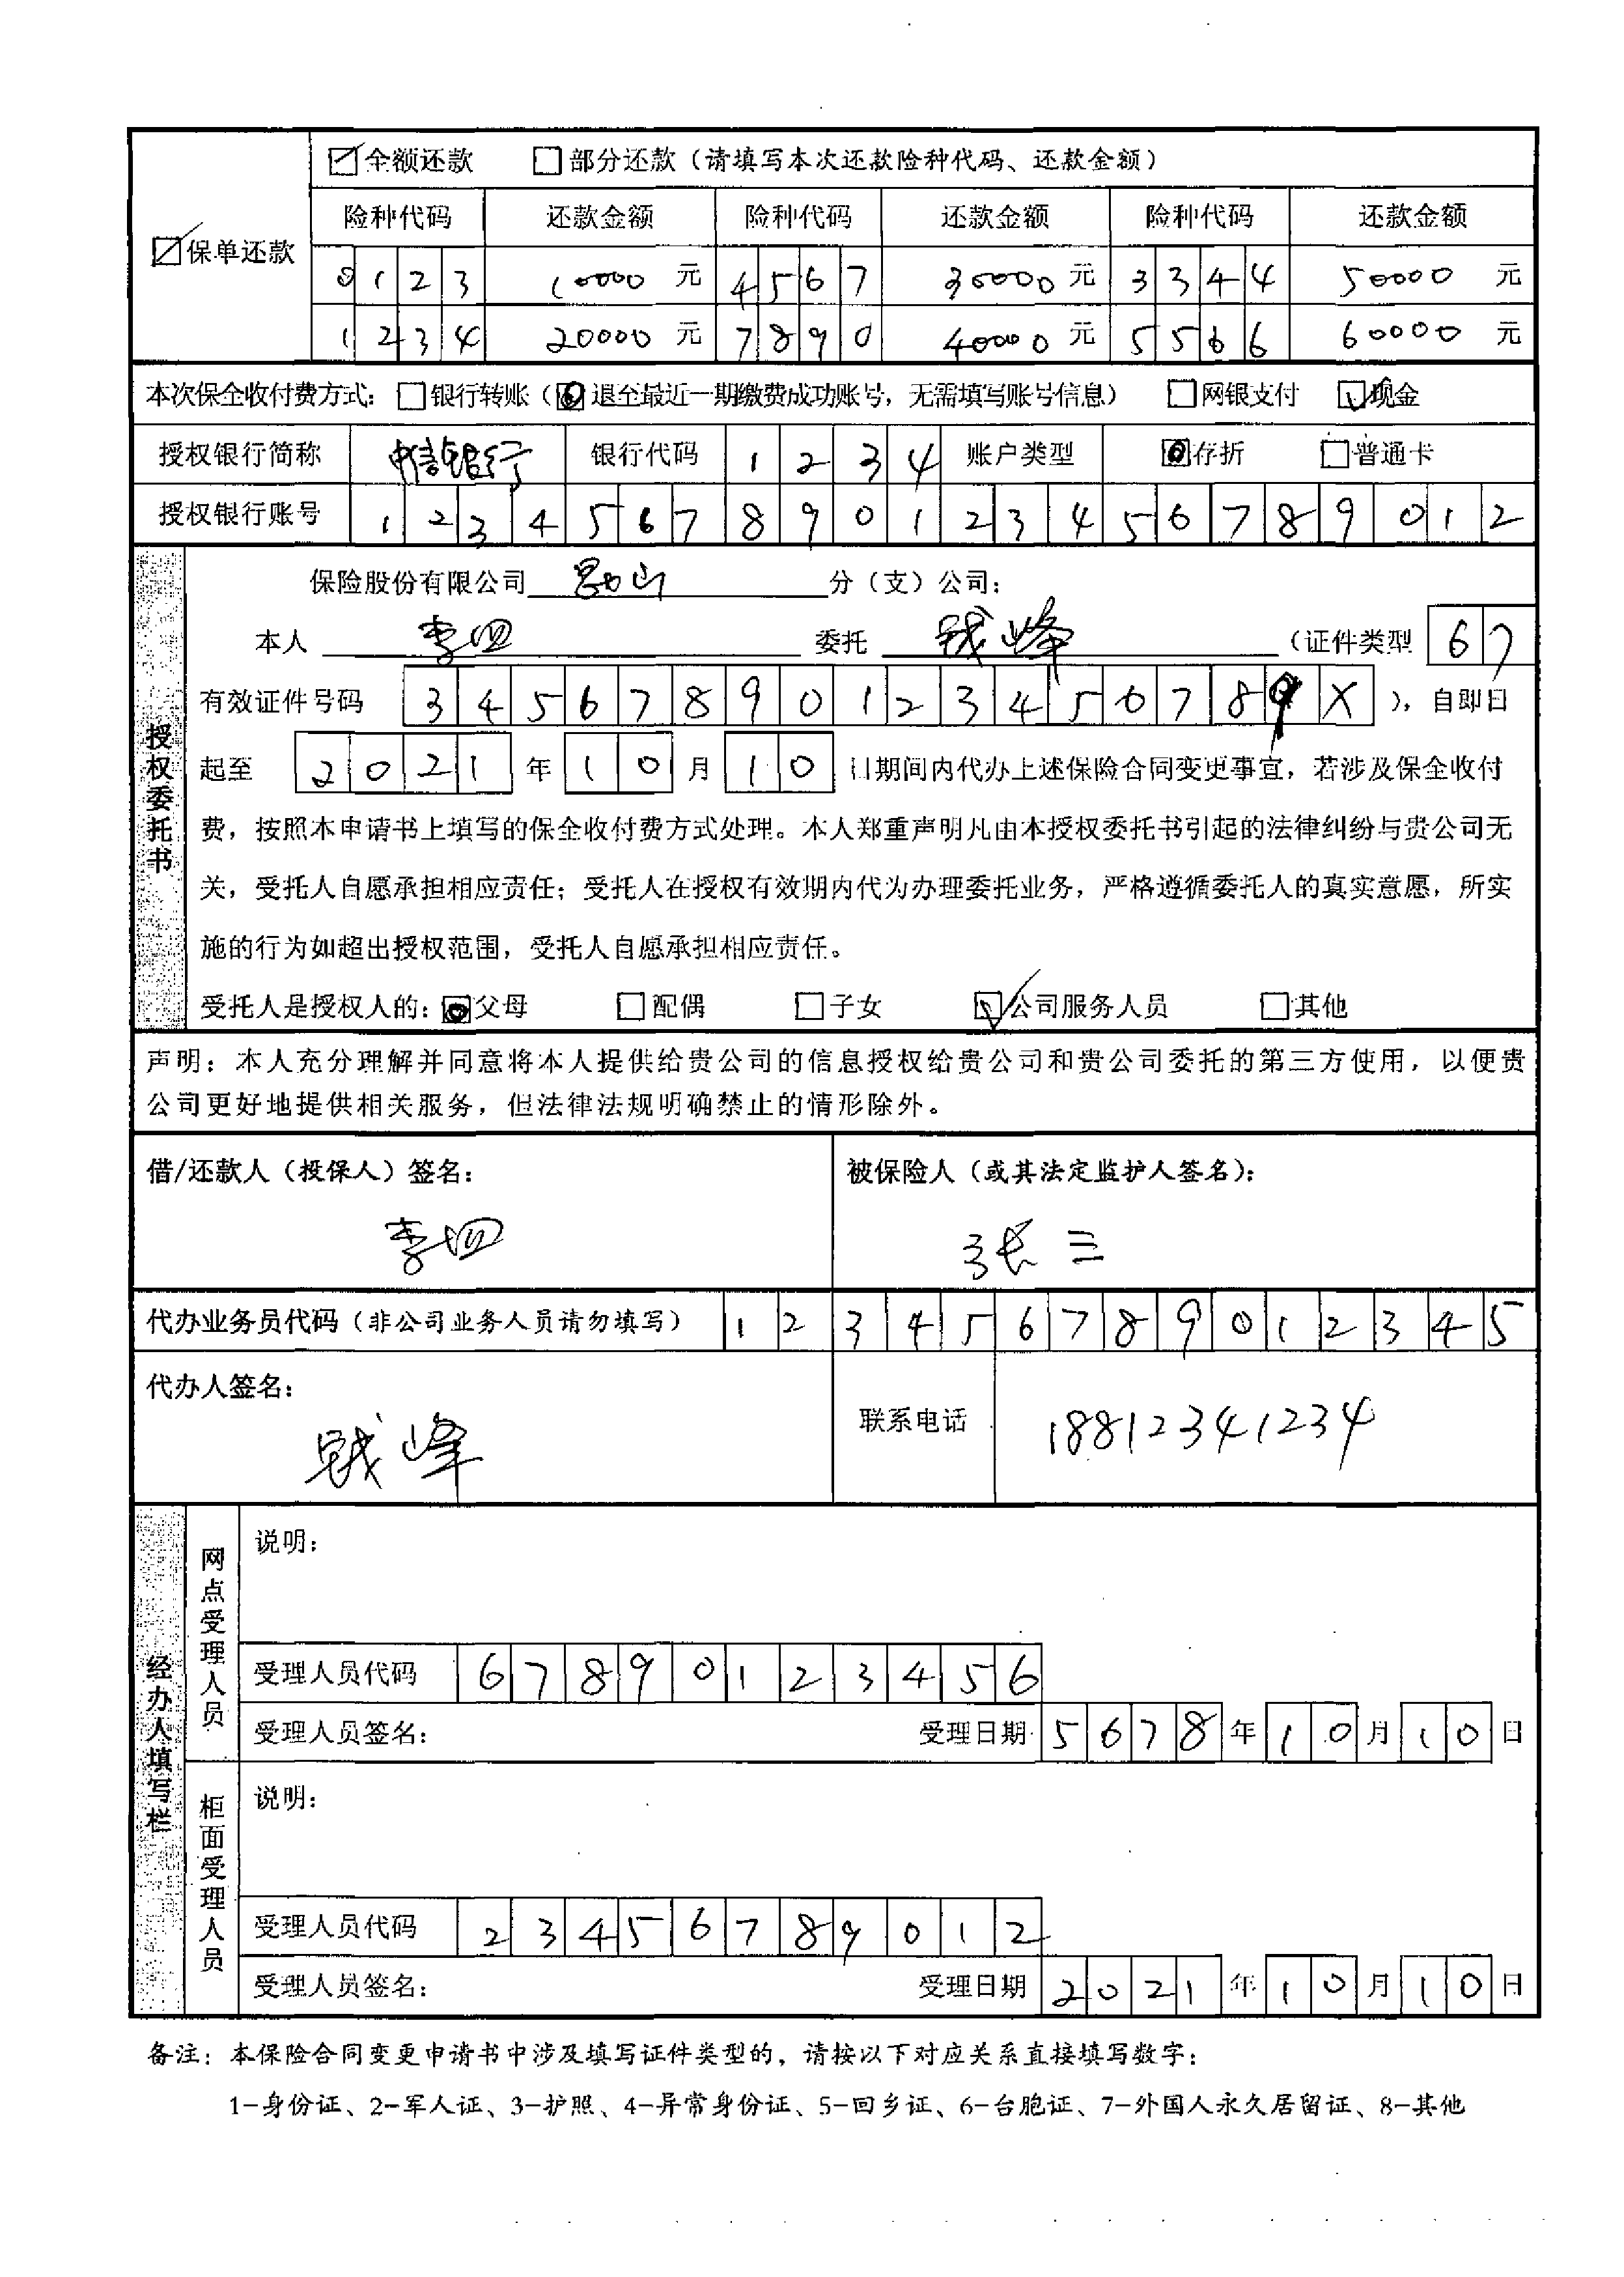 ☑全额还款 □部分还款（请填写本次还款险种代码、还款金额）
☑保单还款
险种代码 还款金额 险种代码 还款金额 险种代码 还款金额
0123 10000 元 4567 30000 元 3344 50000 元
1234 20000 元 7890 40000 元 5566 60000 元
本次保全收付费方式：□银行转账（退至最近一期缴费成功账号，无需填写账号信息） □网银支付 ☑现金
授权银行简称 中信银行 银行代码 1234 账户类型 存折 □普通卡
授权银行账号 1234567890123456789012
授权委托书
保险股份有限公司 昆山 分（支）公司：
本人 李四 委托 钱峰 （证件类型 67
有效证件号码 34567890123456789X ），自即日
起至 2021 年 10 月 10 日期间内代办上述保险合同变更事宜，若涉及保全收付
费，按照本申请书上填写的保全收付费方式处理。本人郑重声明凡由本授权委托书引起的法律纠纷与贵公司无
关，受托人自愿承担相应责任；受托人在授权有效期内代为办理委托业务，严格遵循委托人的真实意愿，所实
施的行为如超出授权范围，受托人自愿承担相应责任。
受托人是授权人的：父母 □配偶 □子女 ☑公司服务人员 □其他
声明：本人充分理解并同意将本人提供给贵公司的信息授权给贵公司和贵公司委托的第三方使用，以便贵
公司更好地提供相关服务，但法律法规明确禁止的情形除外。
借/还款人（投保人）签名： 被保险人（或其法定监护人签名）：
李四 张三
代办业务员代码（非公司业务人员请勿填写） 123456789012345
代办人签名：
钱峰 联系电话 18812341234
经办人填写栏
网点受理人员
说明：
受理人员代码 67890123456
受理人员签名： 受理日期 5678 年 10 月 10 日
柜面受理人员
说明：
受理人员代码 23456789012
受理人员签名： 受理日期 2021 年 10 月 10 日
备注：本保险合同变更申请书中涉及填写证件类型的，请按以下对应关系直接填写数字：
1-身份证、2-军人证、3-护照、4-异常身份证、5-回乡证、6-台胞证、7-外国人永久居留证、8-其他